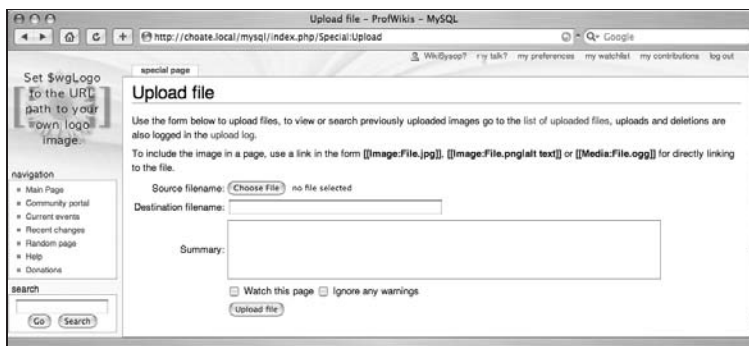 Upload file – ProfWikis – MySQL
http://choate.local/mysql/index.php/Special:Upload
Google
WikiSysop? my talk? my preferences my watchlist my contributions log out
special page
Set $wgLogo
to the URL
path to your
own logo
image.
Upload file
Use the form below to upload files, to view or search previously uploaded images go to the list of uploaded files, uploads and deletions are
also logged in the upload log.
To include the image in a page, use a link in the form [[Image:File.jpg]], [[Image:File.png|alt text]] or [[Media:File.ogg]] for directly linking
to the file.
Source filename: Choose File no file selected
Destination filename:
Summary:
Watch this page Ignore any warnings
Upload file
navigation
Main Page
Community portal
Current events
Recent changes
Random page
Help
Donations
search
Go Search